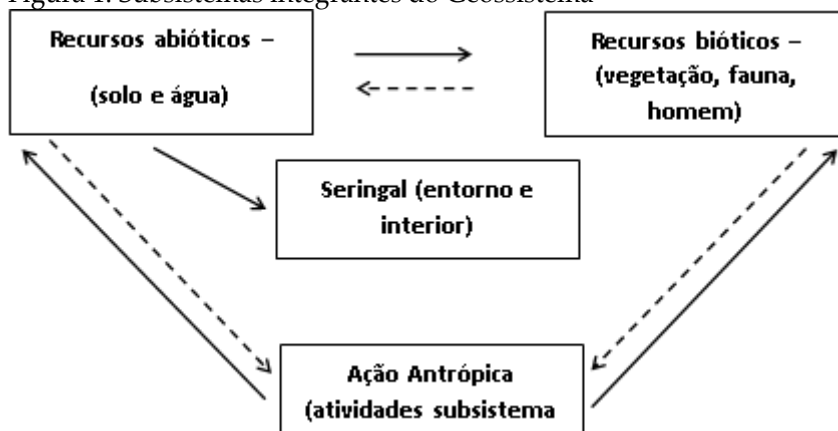 Figura 1. Subsistemas integrantes do Geossistema
Recursos abióticos –
(solo e água)
Recursos bióticos –
(vegetação, fauna,
homem)
Seringal (entorno e
interior)
Ação Antrópica
(atividades subsistema